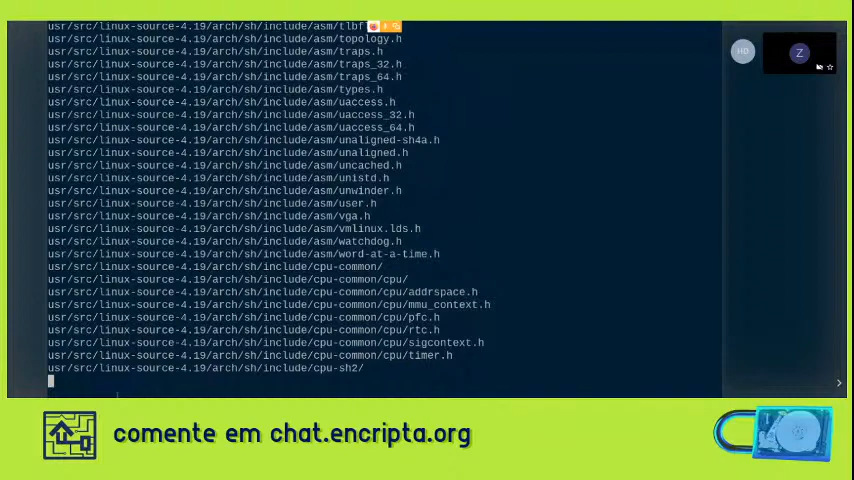 usr/src/linux-source-4.19/arch/sh/include/asm/tlbf
usr/src/linux-source-4.19/arch/sh/include/asm/topology.h
usr/src/linux-source-4.19/arch/sh/include/asm/traps.h
usr/src/linux-source-4.19/arch/sh/include/asm/traps_32.h
usr/src/linux-source-4.19/arch/sh/include/asm/traps_64.h
usr/src/linux-source-4.19/arch/sh/include/asm/types.h
usr/src/linux-source-4.19/arch/sh/include/asm/uaccess.h
usr/src/linux-source-4.19/arch/sh/include/asm/uaccess_32.h
usr/src/linux-source-4.19/arch/sh/include/asm/uaccess_64.h
usr/src/linux-source-4.19/arch/sh/include/asm/unaligned-sh4a.h
usr/src/linux-source-4.19/arch/sh/include/asm/unaligned.h
usr/src/linux-source-4.19/arch/sh/include/asm/uncached.h
usr/src/linux-source-4.19/arch/sh/include/asm/unistd.h
usr/src/linux-source-4.19/arch/sh/include/asm/unwinder.h
usr/src/linux-source-4.19/arch/sh/include/asm/user.h
usr/src/linux-source-4.19/arch/sh/include/asm/vga.h
usr/src/linux-source-4.19/arch/sh/include/asm/vmlinux.lds.h
usr/src/linux-source-4.19/arch/sh/include/asm/watchdog.h
usr/src/linux-source-4.19/arch/sh/include/asm/word-at-a-time.h
usr/src/linux-source-4.19/arch/sh/include/cpu-common/
usr/src/linux-source-4.19/arch/sh/include/cpu-common/cpu/
usr/src/linux-source-4.19/arch/sh/include/cpu-common/cpu/addrspace.h
usr/src/linux-source-4.19/arch/sh/include/cpu-common/cpu/mmu_context.h
usr/src/linux-source-4.19/arch/sh/include/cpu-common/cpu/pfc.h
usr/src/linux-source-4.19/arch/sh/include/cpu-common/cpu/rtc.h
usr/src/linux-source-4.19/arch/sh/include/cpu-common/cpu/sigcontext.h
usr/src/linux-source-4.19/arch/sh/include/cpu-common/cpu/timer.h
usr/src/linux-source-4.19/arch/sh/include/cpu-sh2/
HD
Z
comente em chat.encripta.org